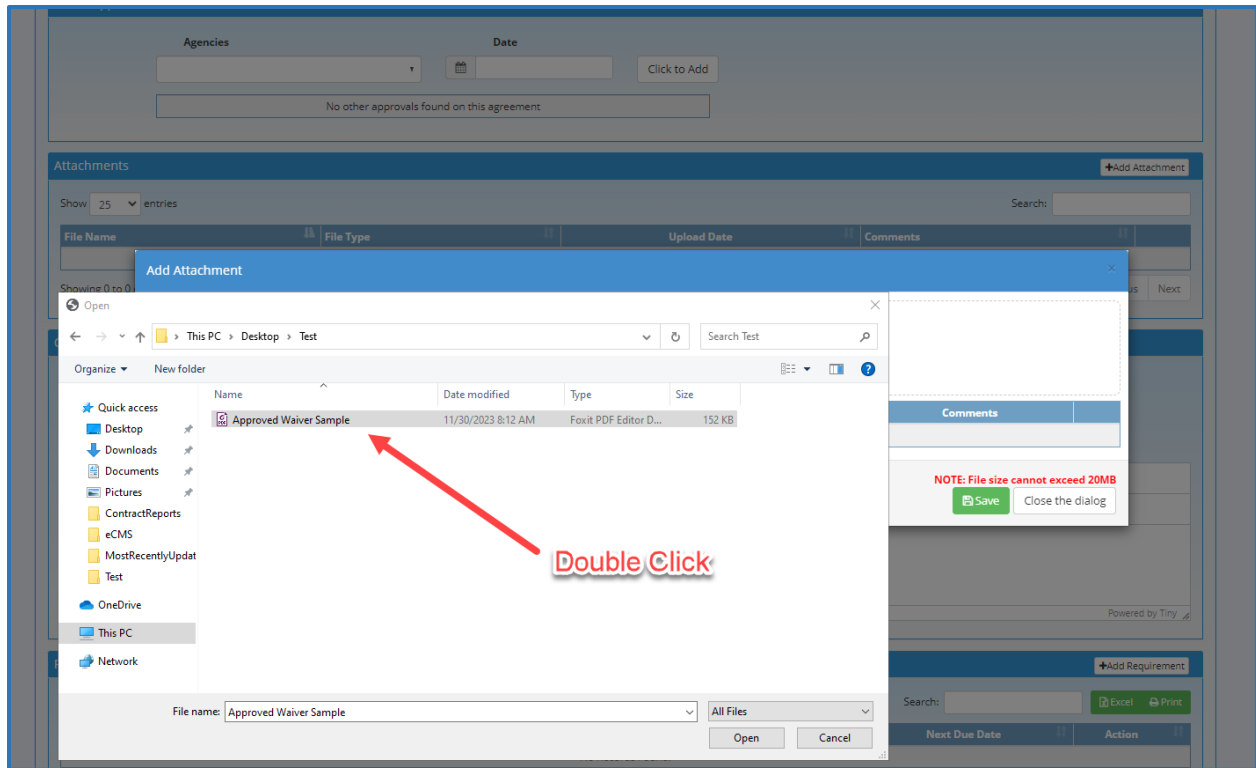 Agencies Date
Click to Add
No other approvals found on this agreement
Attachments +Add Attachment
Show 25 entries Search:
File Name File Type Upload Date Comments
Add Attachment ×
Showing 0 to 0 us Next
Open
This PC > Desktop > Test Search Test
Organize New folder
Name Date modified Type Size
Quick access
Approved Waiver Sample 11/30/2023 8:12 AM Foxit PDF Editor D... 152 KB
Comments
Desktop
Downloads
Documents
NOTE: File size cannot exceed 20MB
Pictures
Save Close the dialog
ContractReports
eCMS
MostRecentlyUpdat
Double Click
Test
OneDrive
Powered by Tiny
This PC
Network
+Add Requirement
Search: Excel Print
File name: Approved Waiver Sample All Files
Next Due Date Action
Open Cancel